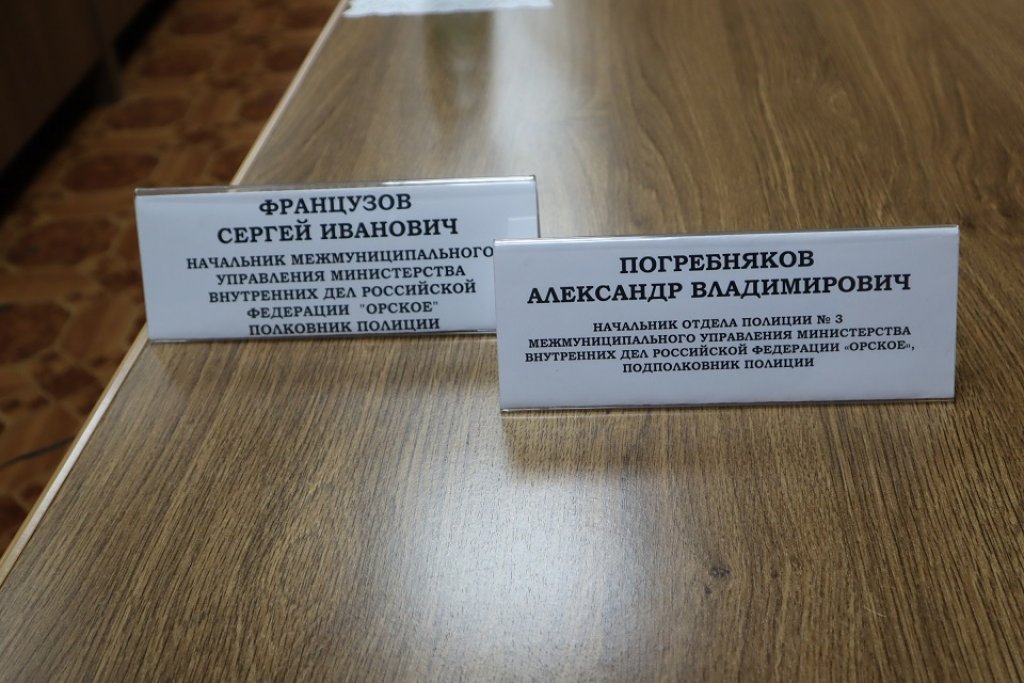 ФРАНЦУЗОВ
СЕРГЕЙ ИВАНОВИЧ
НАЧАЛЬНИК МЕЖМУНИЦИПАЛЬНОГО
УПРАВЛЕНИЯ МИНИСТЕРСТВА
ВНУТРЕННИХ ДЕЛ РОССИЙСКОЙ
ФЕДЕРАЦИИ "ОРСКОЕ"
ПОЛКОВНИК ПОЛИЦИИ
ПОГРЕБНЯКОВ
АЛЕКСАНДР ВЛАДИМИРОВИЧ
НАЧАЛЬНИК ОТДЕЛА ПОЛИЦИИ № 3
МЕЖМУНИЦИПАЛЬНОГО УПРАВЛЕНИЯ МИНИСТЕРСТВА
ВНУТРЕННИХ ДЕЛ РОССИЙСКОЙ ФЕДЕРАЦИИ «ОРСКОЕ»,
ПОДПОЛКОВНИК ПОЛИЦИИ